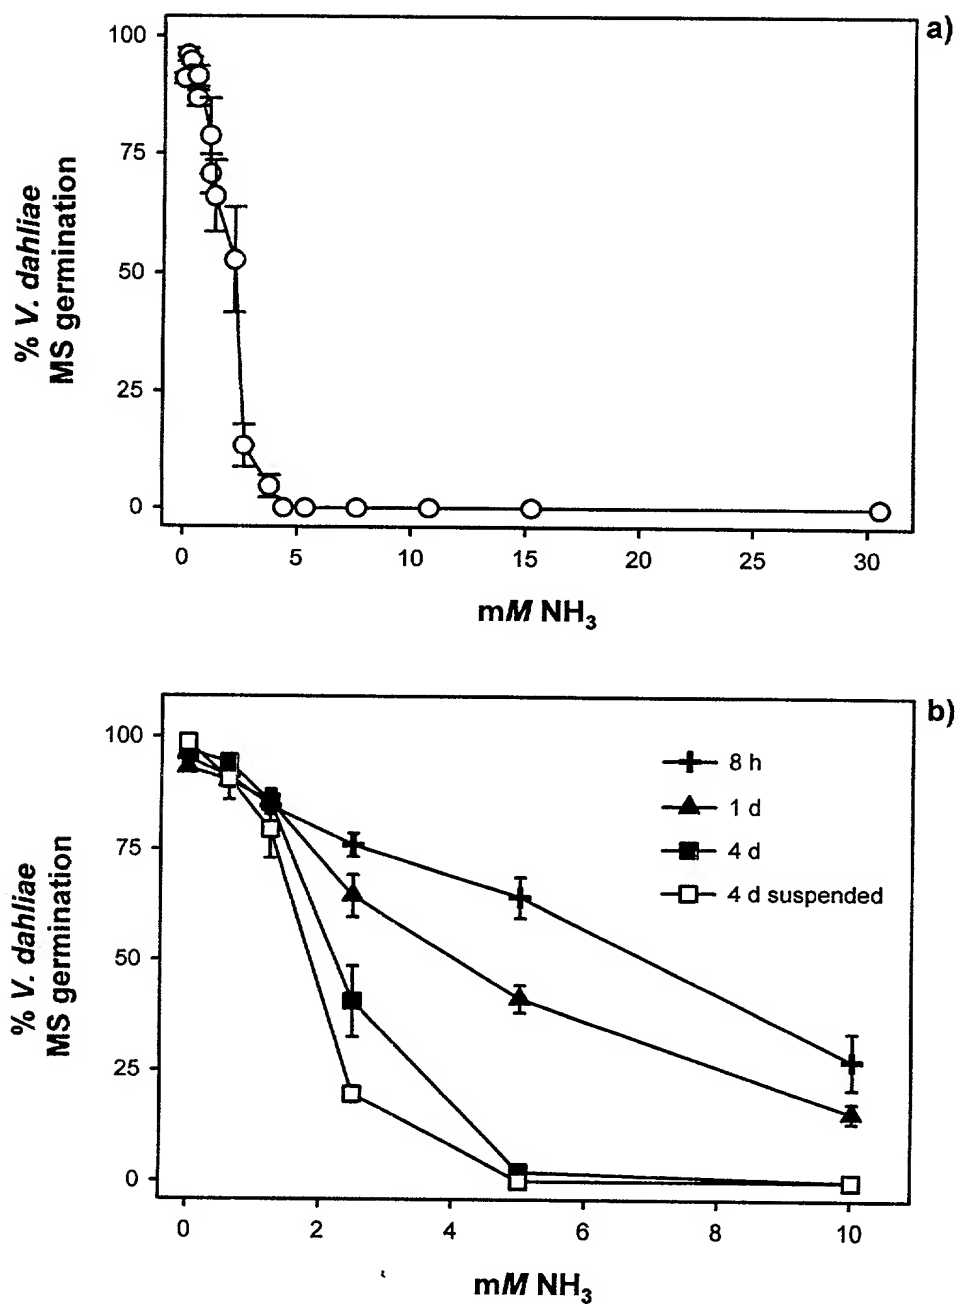 a)
100
75
50
25
0
% V. dahliae
MS germination
0 5 10 15 20 25 30
mM NH3
b)
100
75
50
25
0
% V. dahliae
MS germination
8 h
1 d
4 d
4 d suspended
0 2 4 6 8 10
mM NH3